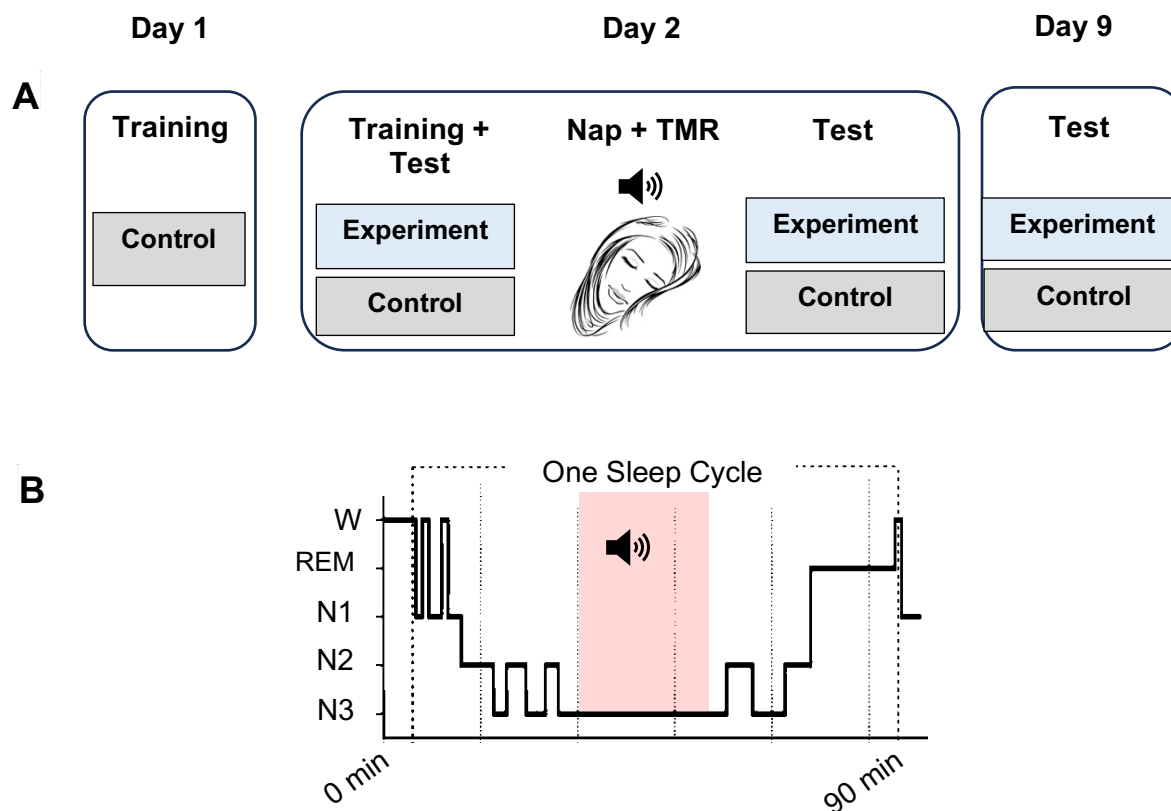 Day 1
Day 2
Day 9
A
Training
Control
Training +
Test
Experiment
Control
Nap + TMR
Test
Experiment
Control
Test
Experiment
Control
B
One Sleep Cycle
W
REM
N1
N2
N3
0 min
90 min